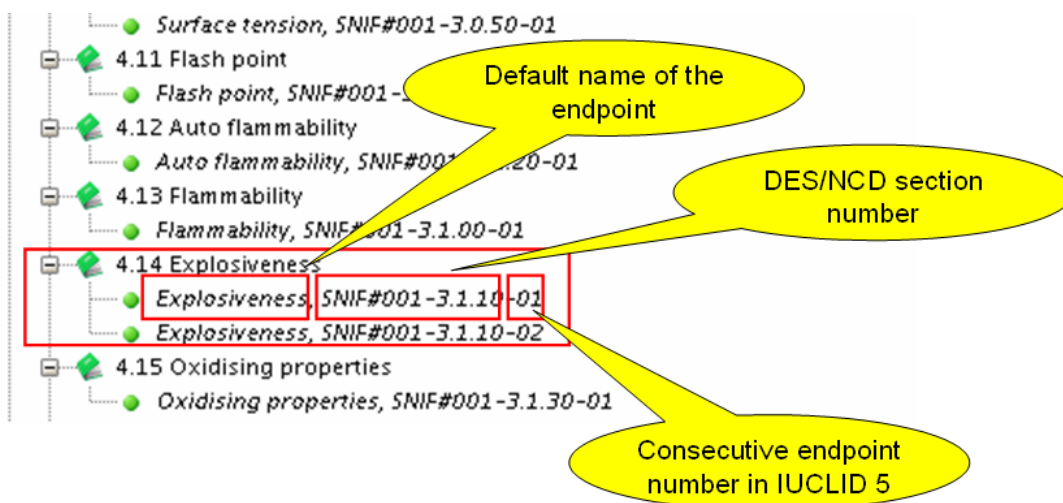 Surface tension, SNIF#001-3.0.50-01
4.11 Flash point
Flash point, SNIF#001-
Default name of the
endpoint
4.12 Auto flammability
Auto flammability, SNIF#00 .20-01
4.13 Flammability
Flammability, SNIF#001-3.1.00-01
DES/NCD section
number
4.14 Explosiveness
Explosiveness, SNIF#001-3.1.10-01
Explosiveness, SNIF#001-3.1.10-02
4.15 Oxidising properties
Oxidising properties, SNIF#001-3.1.30-01
Consecutive endpoint
number in IUCLID 5